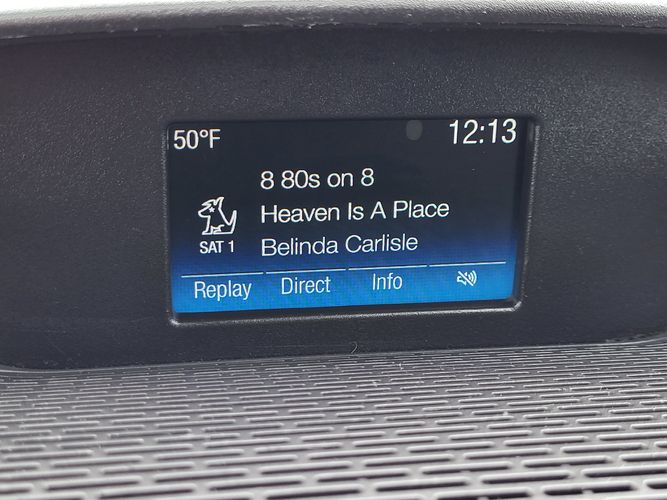 50°F
12:13
8 80s on 8
Heaven Is A Place
SAT 1
Belinda Carlisle
Replay
Direct
Info